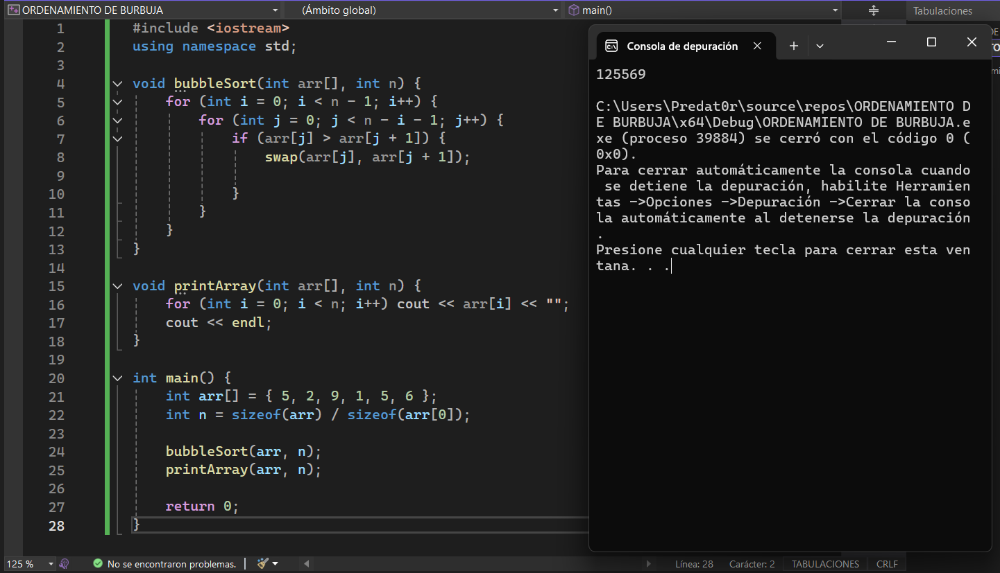 ORDENAMIENTO DE BURBUJA (Ámbito global) main() Tabulaciones
1 #include <iostream>
2 using namespace std;
3
4 void bubbleSort(int arr[], int n) {
5 for (int i = 0; i < n - 1; i++) {
6 for (int j = 0; j < n - i - 1; j++) {
7 if (arr[j] > arr[j + 1]) {
8 swap(arr[j], arr[j + 1]);
9
10 }
11 }
12 }
13 }
14
15 void printArray(int arr[], int n) {
16 for (int i = 0; i < n; i++) cout << arr[i] << "";
17 cout << endl;
18 }
19
20 int main() {
21 int arr[] = { 5, 2, 9, 1, 5, 6 };
22 int n = sizeof(arr) / sizeof(arr[0]);
23
24 bubbleSort(arr, n);
25 printArray(arr, n);
26
27 return 0;
28 }
Consola de depuración
125569
C:\Users\Predat0r\source\repos\ORDENAMIENTO D
E BURBUJA\x64\Debug\ORDENAMIENTO DE BURBUJA.e
xe (proceso 39884) se cerró con el código 0 (
0x0).
Para cerrar automáticamente la consola cuando
se detiene la depuración, habilite Herramien
tas ->Opciones ->Depuración ->Cerrar la conso
la automáticamente al detenerse la depuración
.
Presione cualquier tecla para cerrar esta ven
tana. . .
125 % No se encontraron problemas. Línea: 28 Carácter: 2 TABULACIONES CRLF